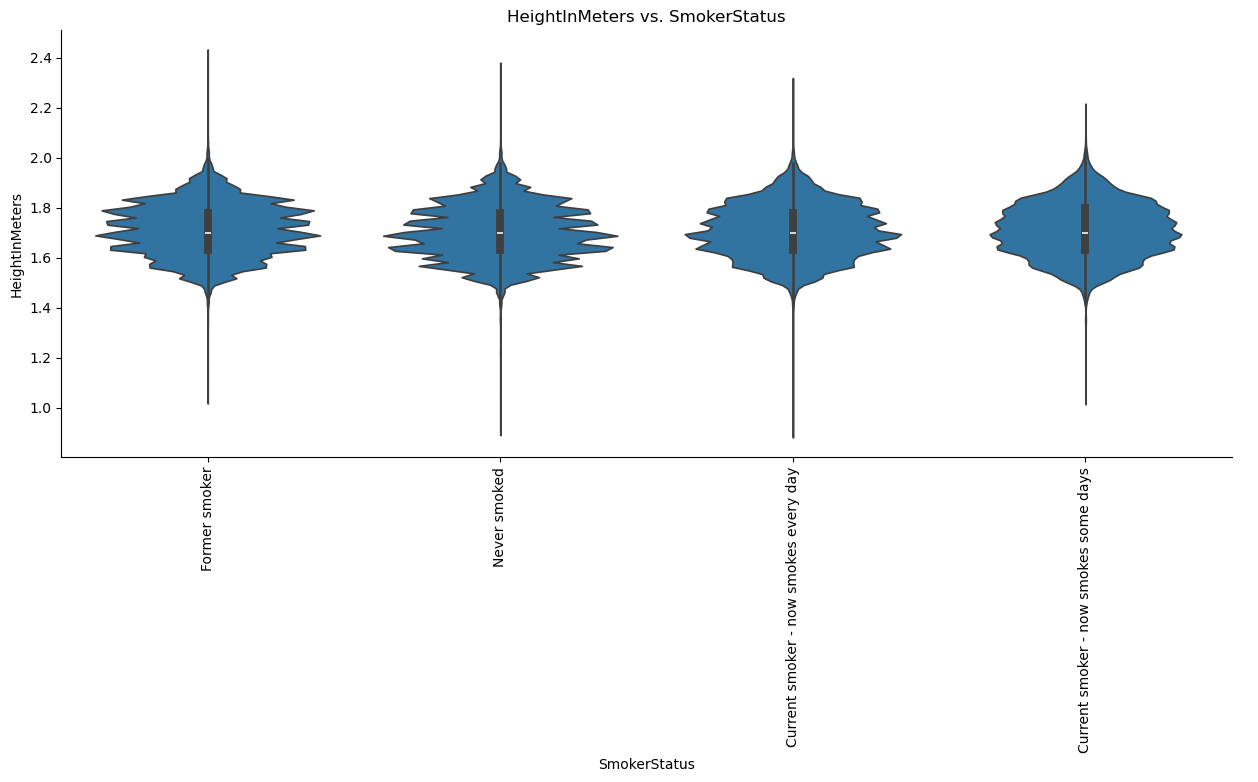 HeightInMeters vs. SmokerStatus
HeightInMeters
2.4
2.2
2.0
1.8
1.6
1.4
1.2
1.0
Former smoker
Never smoked
Current smoker - now smokes every day
Current smoker - now smokes some days
SmokerStatus